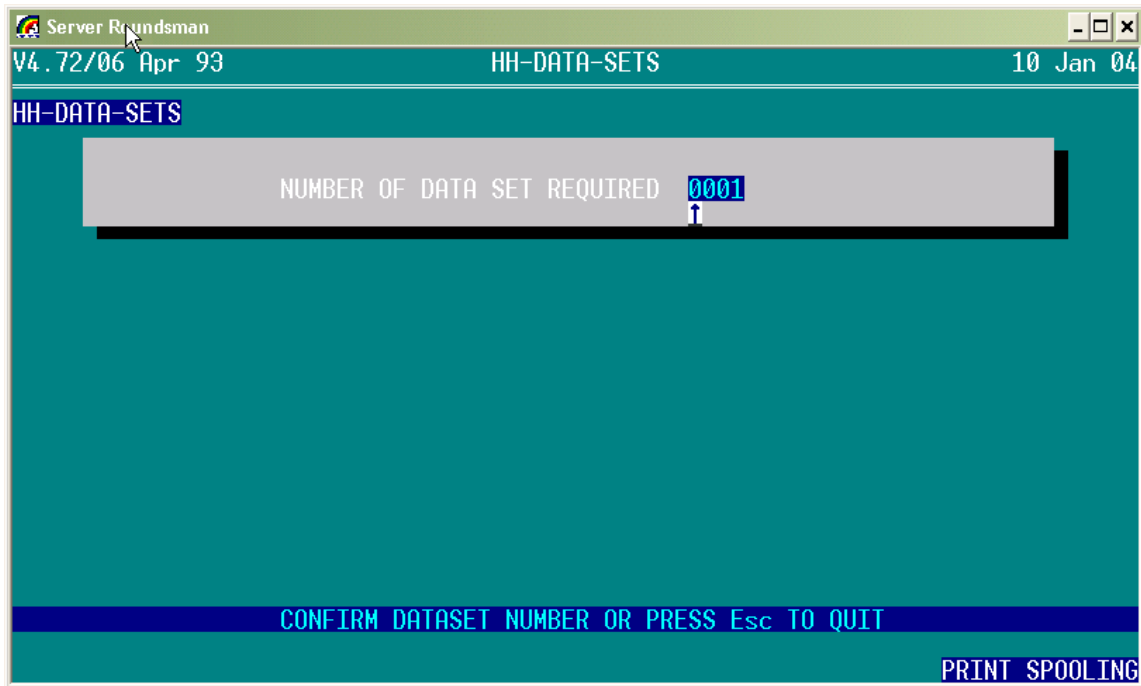 Server Roundsman
V4.72/06 Apr 93 HH-DATA-SETS 10 Jan 04
HH-DATA-SETS
NUMBER OF DATA SET REQUIRED 0001
CONFIRM DATASET NUMBER OR PRESS Esc TO QUIT
PRINT SPOOLING